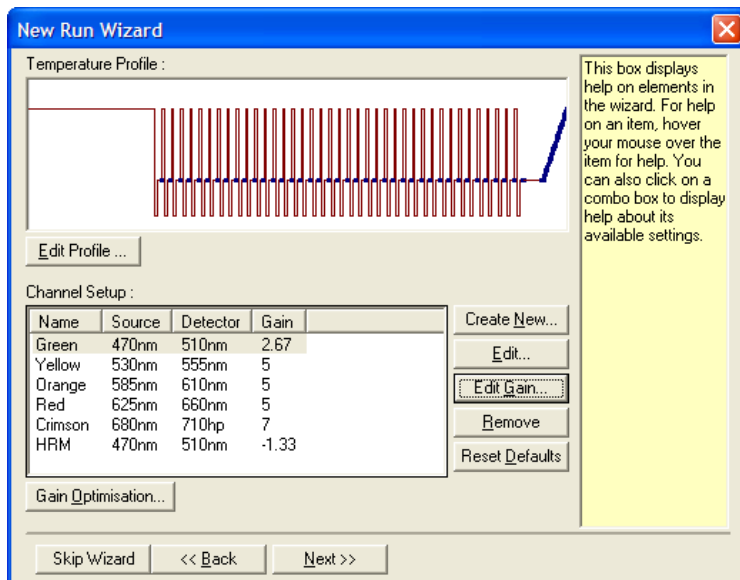 New Run Wizard
Temperature Profile :
This box displays
help on elements in
the wizard. For help
on an item, hover
your mouse over the
item for help. You
can also click on a
combo box to display
help about its
available settings.
Edit Profile ...
Channel Setup :
Name Source Detector Gain
Green 470nm 510nm 2.67
Yellow 530nm 555nm 5
Orange 585nm 610nm 5
Red 625nm 660nm 5
Crimson 680nm 710hp 7
HRM 470nm 510nm -1.33
Create New...
Edit...
Edit Gain...
Remove
Reset Defaults
Gain Optimisation...
Skip Wizard << Back Next >>